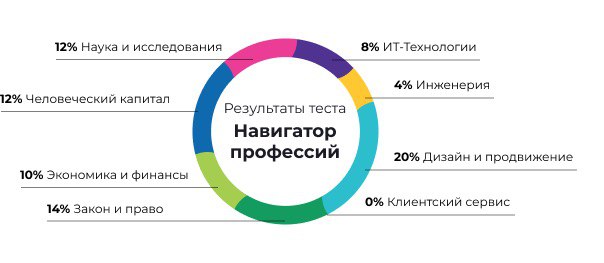 12% Наука и исследования
8% ИТ-Технологии
4% Инженерия
12% Человеческий капитал
Результаты теста
Навигатор
профессий
20% Дизайн и продвижение
10% Экономика и финансы
0% Клиентский сервис
14% Закон и право